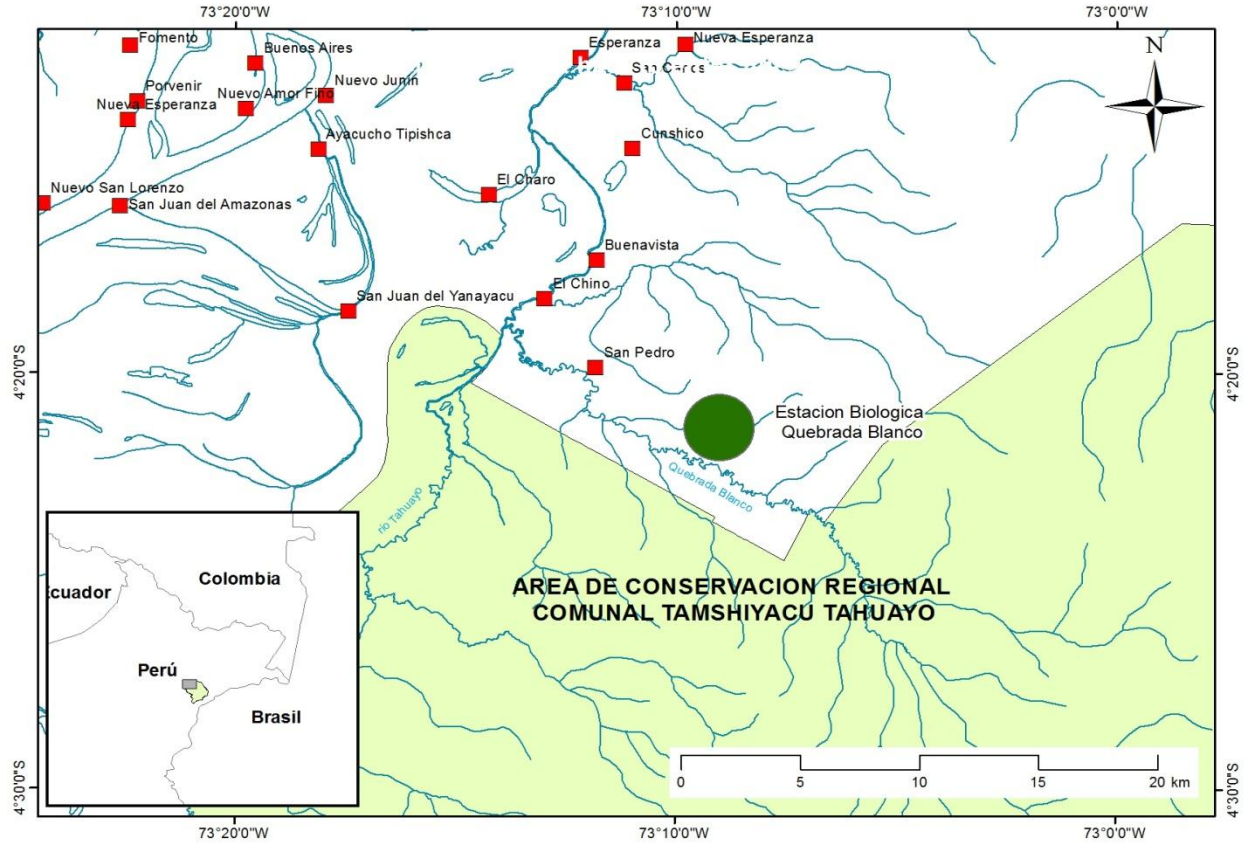 73°20'0"W
73°10'0"W
73°0'0"W
Fomento
Buenos Aires
Esperanza
Nueva Esperanza
N
San Carlos
Porvenir
Nueva Esperanza
Nuevo Amor Fino
Nuevo Junin
Ayacucho Tipishca
Cunshico
Nuevo San Lorenzo
San Juan del Amazonas
El Charo
Buenavista
El Chino
San Juan del Yanayacu
San Pedro
4°20'0"S
4°20'0"S
Estacion Biologica
Quebrada Blanco
Quebrada Blanco
rio Tahuayo
AREA DE CONSERVACION REGIONAL
COMUNAL TAMSHIYACU TAHUAYO
Colombia
Ecuador
Perú
Brasil
0 5 10 15 20 km
4°30'0"S
4°30'0"S
73°20'0"W
73°10'0"W
73°0'0"W